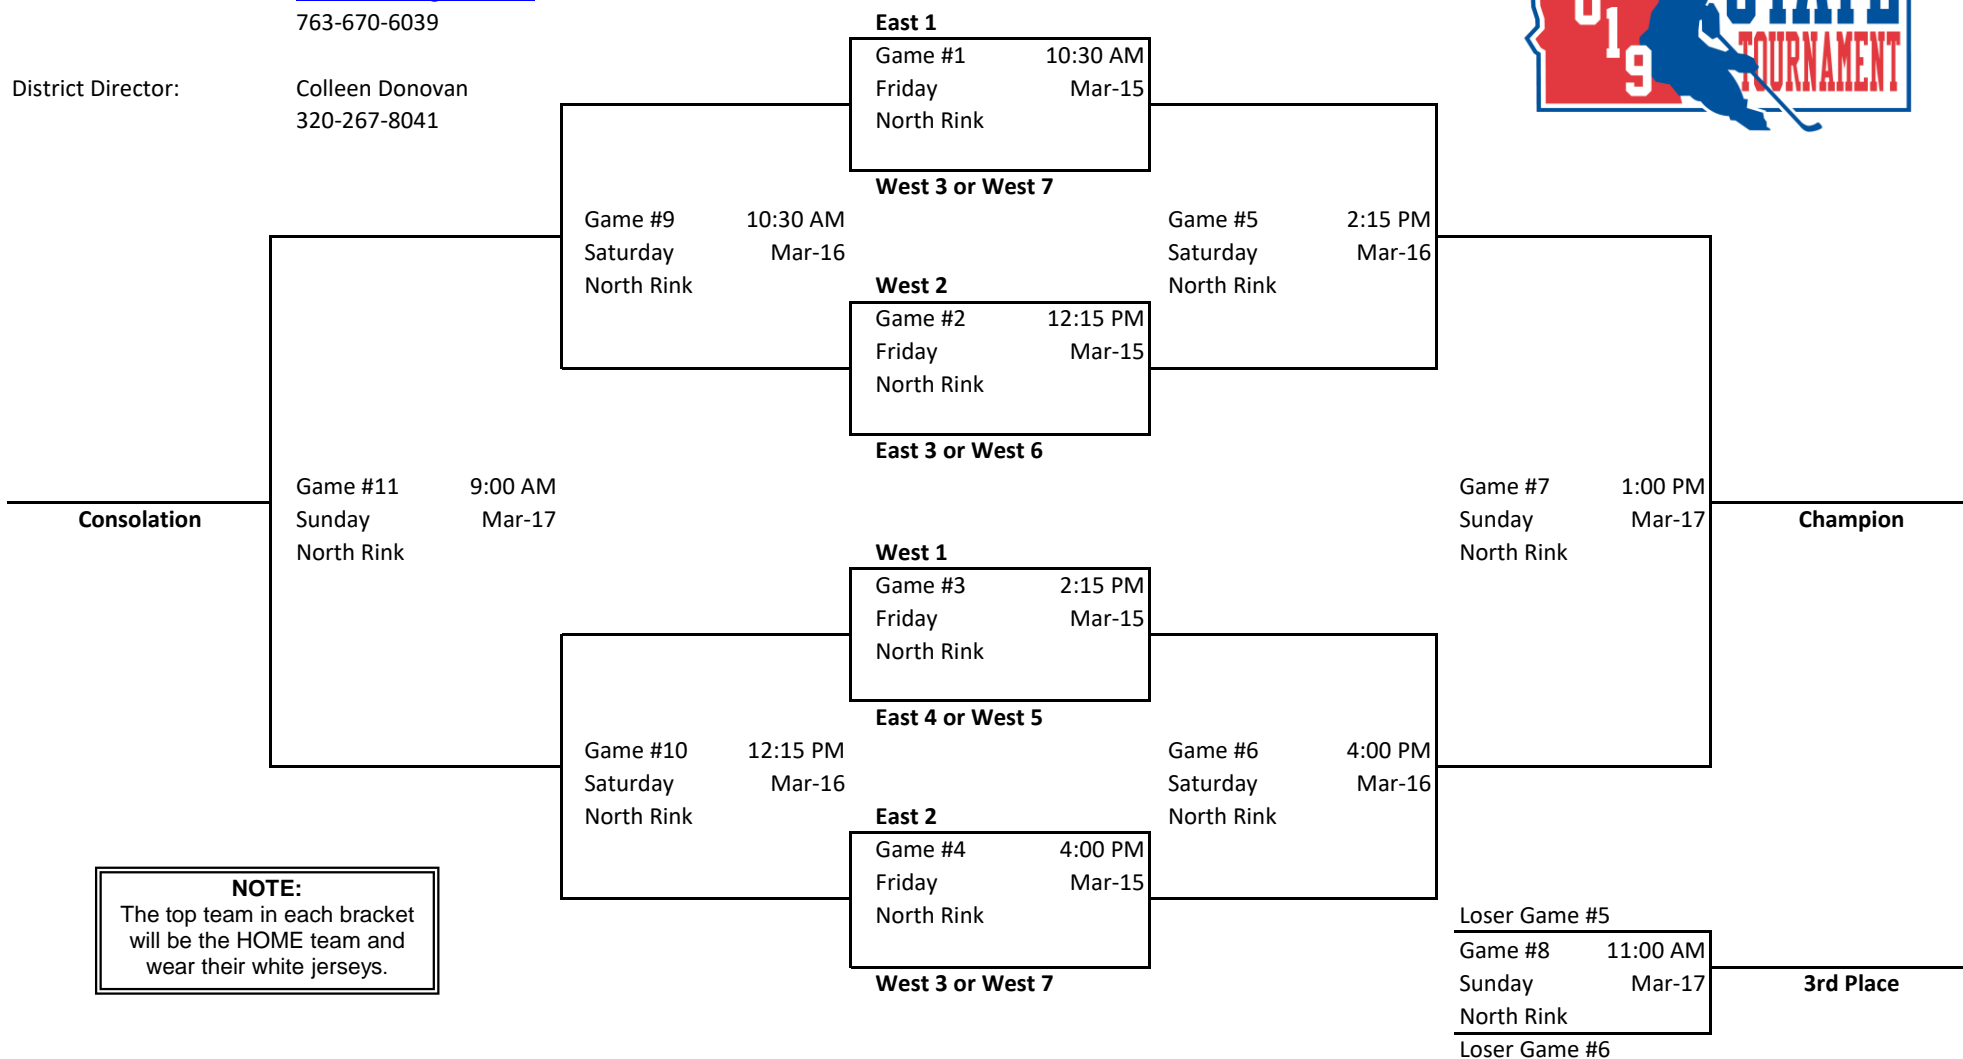 763-670-6039
District Director: Colleen Donovan
320-267-8041
019
TOURNAMENT
East 1
Game #1 10:30 AM
Friday Mar-15
North Rink
West 3 or West 7
Game #9 10:30 AM
Saturday Mar-16
North Rink
Game #5 2:15 PM
Saturday Mar-16
North Rink
West 2
Game #2 12:15 PM
Friday Mar-15
North Rink
East 3 or West 6
Game #11 9:00 AM
Sunday Mar-17
North Rink
Consolation
Game #7 1:00 PM
Sunday Mar-17
North Rink
Champion
West 1
Game #3 2:15 PM
Friday Mar-15
North Rink
East 4 or West 5
Game #10 12:15 PM
Saturday Mar-16
North Rink
Game #6 4:00 PM
Saturday Mar-16
North Rink
East 2
Game #4 4:00 PM
Friday Mar-15
North Rink
West 3 or West 7
NOTE:
The top team in each bracket
will be the HOME team and
wear their white jerseys.
Loser Game #5
Game #8 11:00 AM
Sunday Mar-17
North Rink
Loser Game #6
3rd Place